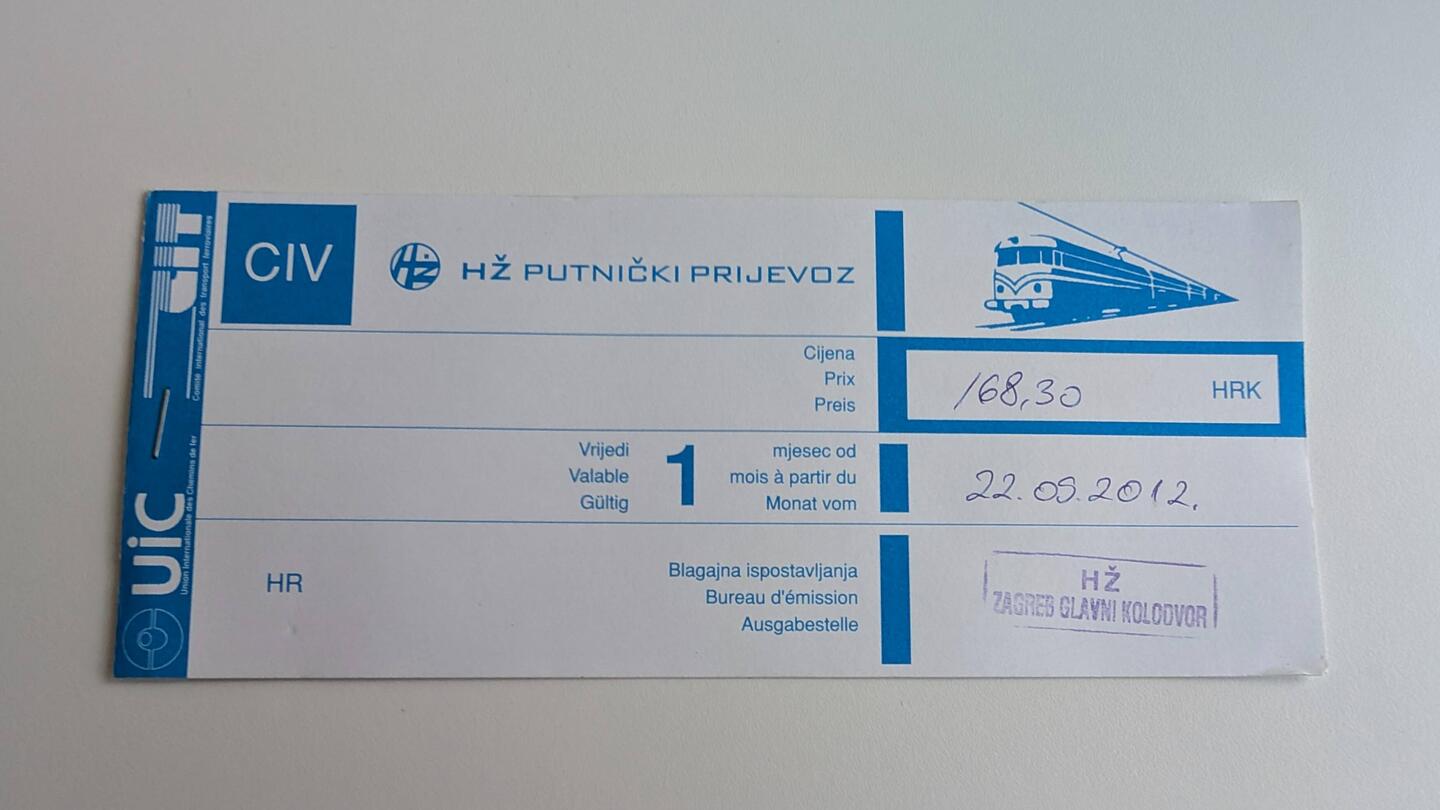 CIV
HŽ PUTNIČKI PRIJEVOZ
Cijena
Prix
Preis
168,30 HRK
Vrijedi
Valable
Gültig
1
mjesec od
mois à partir du
Monat vom
22.05.2012.
HR
Blagajna ispostavljanja
Bureau d'émission
Ausgabestelle
HŽ
ZAGREB GLAVNI KOLODVOR
CIT
Comité international des transport ferroviaires
UIC
Union Internationale des Chemins de fer